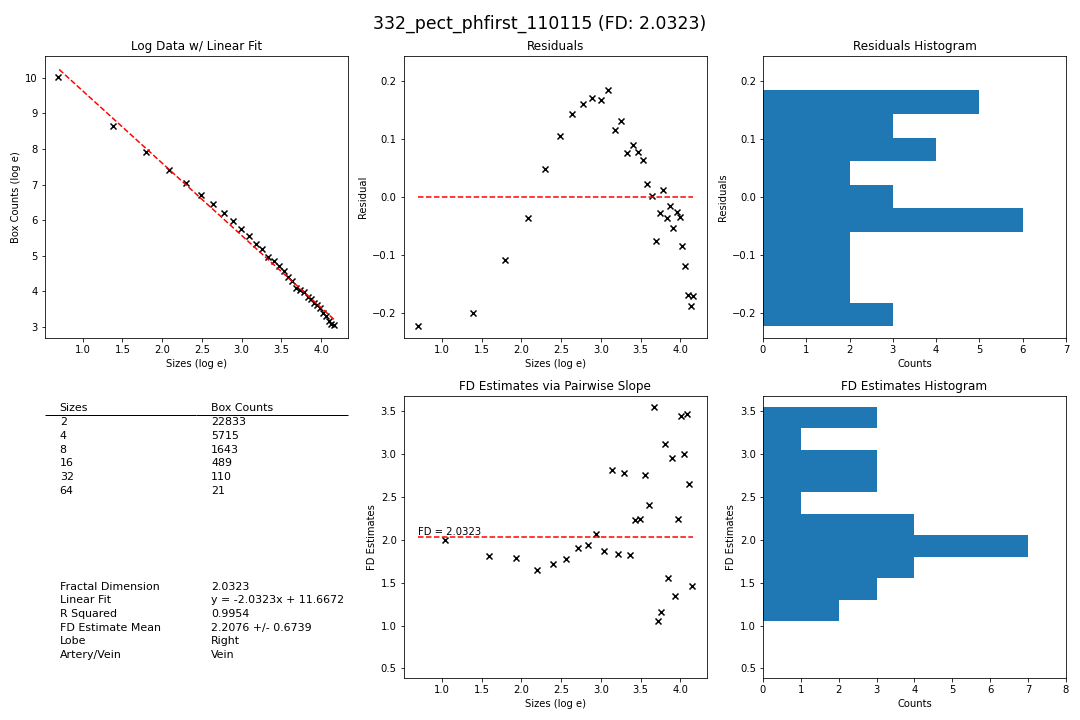 332_pect_phfirst_110115 (FD: 2.0323)
Log Data w/ Linear Fit
Box Counts (log e)
10
9
8
7
6
5
4
3
1.0 1.5 2.0 2.5 3.0 3.5 4.0
Sizes (log e)
Residuals
Residual
0.2
0.1
0.0
−0.1
−0.2
1.0 1.5 2.0 2.5 3.0 3.5 4.0
Sizes (log e)
Residuals Histogram
Residuals
0.2
0.1
0.0
−0.1
−0.2
0 1 2 3 4 5 6 7
Counts
Sizes Box Counts
2 22833
4 5715
8 1643
16 489
32 110
64 21
Fractal Dimension 2.0323
Linear Fit y = -2.0323x + 11.6672
R Squared 0.9954
FD Estimate Mean 2.2076 +/- 0.6739
Lobe Right
Artery/Vein Vein
FD Estimates via Pairwise Slope
FD Estimates
3.5
3.0
2.5
2.0
1.5
1.0
0.5
FD = 2.0323
1.0 1.5 2.0 2.5 3.0 3.5 4.0
Sizes (log e)
FD Estimates Histogram
FD Estimates
3.5
3.0
2.5
2.0
1.5
1.0
0.5
0 1 2 3 4 5 6 7 8
Counts